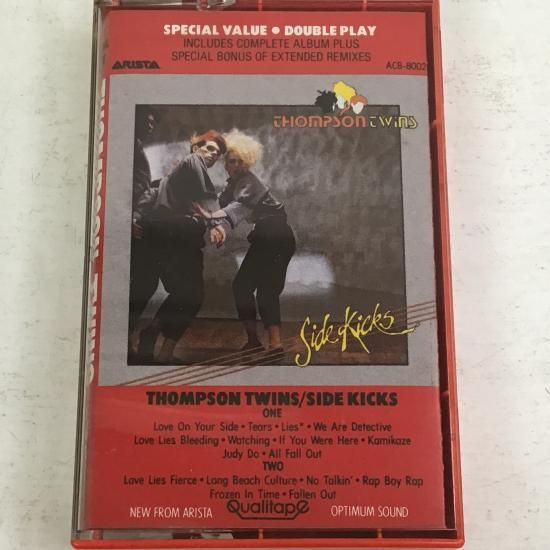 SPECIAL VALUE • DOUBLE PLAY
INCLUDES COMPLETE ALBUM PLUS
SPECIAL BONUS OF EXTENDED REMIXES
ARISTA
AC8-8002
THOMPSON TWINS
Side Kicks
THOMPSON TWINS/SIDE KICKS
ONE
Love On Your Side • Tears • Lies* • We Are Detective
Love Lies Bleeding • Watching • If You Were Here • Kamikaze
Judy Do • All Fall Out
TWO
Love Lies Fierce • Long Beach Culture • No Talkin' • Rap Boy Rap
Frozen In Time • Fallen Out
NEW FROM ARISTA
Qualitape
OPTIMUM SOUND